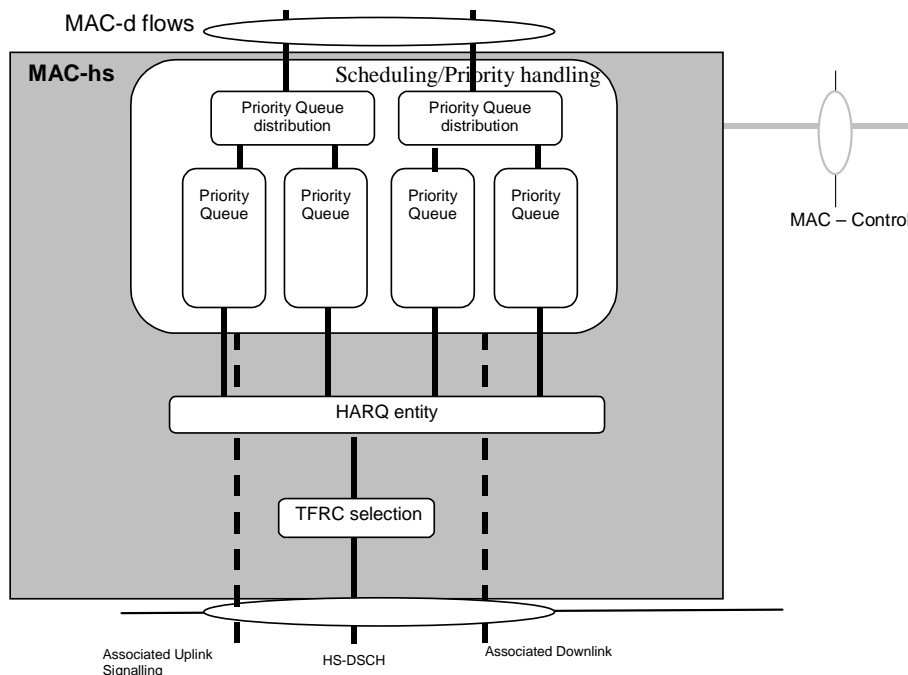 MAC-d flows
MAC-hs
Scheduling/Priority handling
Priority Queue
distribution
Priority Queue
distribution
Priority
Queue
Priority
Queue
Priority
Queue
Priority
Queue
MAC – Control
HARQ entity
TFRC selection
Associated Uplink
Signalling
HS-DSCH
Associated Downlink